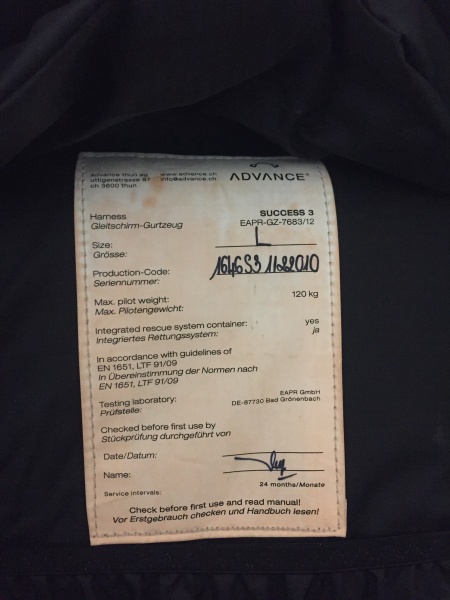 advance thun ag www.advance.ch
uttigenstrasse 87 info@advance.ch
ch 3600 thun
ADVANCE®
Harness SUCCESS 3
Gleitschirm-Gurtzeug EAPR-GZ-7683/12
Size: L
Grösse:
Production-Code:
Seriennummer:
Max. pilot weight: 120 kg
Max. Pilotengewicht:
Integrated rescue system container: yes
Integriertes Rettungssystem: ja
In accordance with guidelines of
EN 1651, LTF 91/09
In Übereinstimmung der Normen nach
EN 1651, LTF 91/09
Testing laboratory: EAPR GmbH
Prüfstelle: DE-87730 Bad Grönenbach
Checked before first use by
Stückprüfung durchgeführt von
Date/Datum:
Name:
Service intervals: 24 months/Monate
Check before first use and read manual!
Vor Erstgebrauch checken und Handbuch lesen!